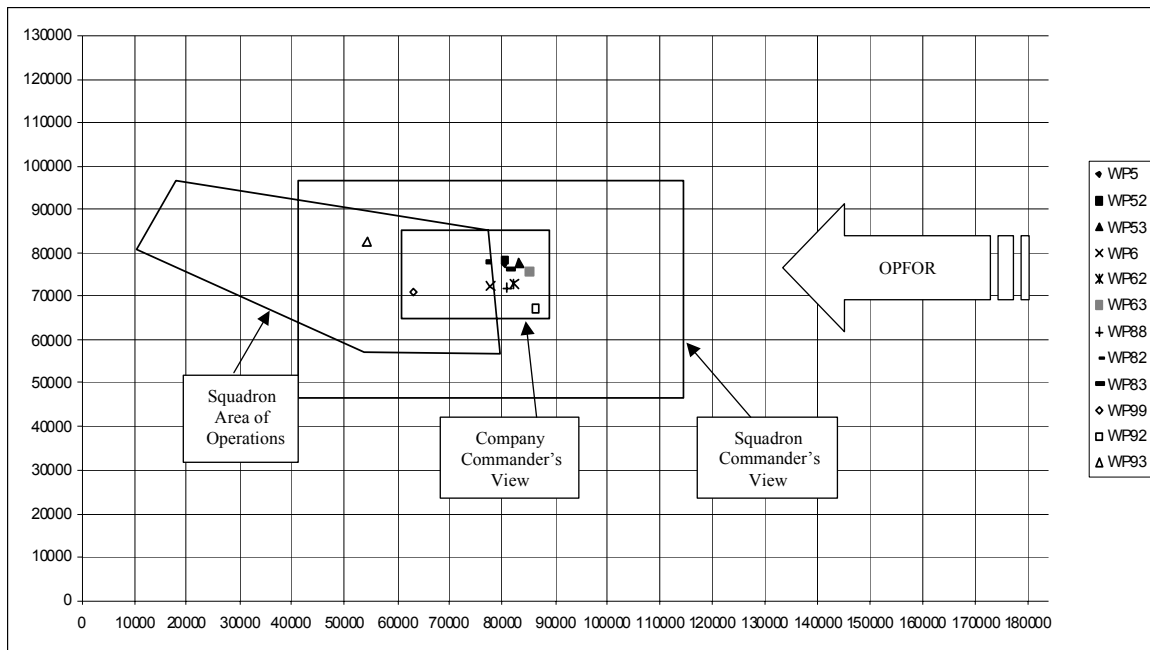 130000
120000
110000
100000
90000
80000
70000
60000
50000
40000
30000
20000
10000
0
0 10000 20000 30000 40000 50000 60000 70000 80000 90000 100000 110000 120000 130000 140000 150000 160000 170000 180000
OPFOR
Squadron
Area of
Operations
Company
Commander’s
View
Squadron
Commander’s
View
WP5
WP52
WP53
WP6
WP62
WP63
WP88
WP82
WP83
WP99
WP92
WP93